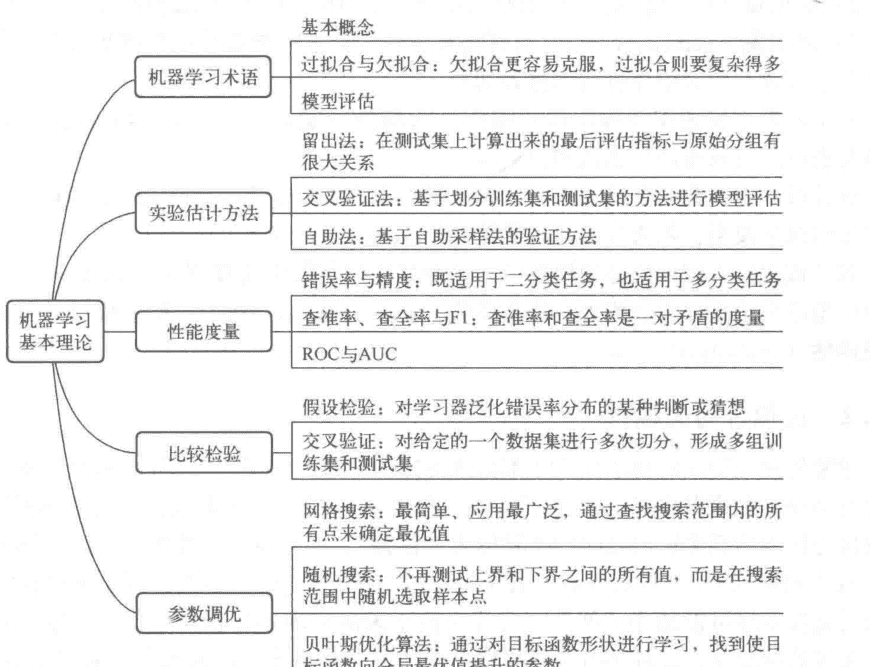 基本概念
机器学习术语
过拟合与欠拟合：欠拟合更容易克服，过拟合则要复杂得多
模型评估
留出法：在测试集上计算出来的最后评估指标与原始分组有
很大关系
实验估计方法
交叉验证法：基于划分训练集和测试集的方法进行模型评估
自助法：基于自助采样法的验证方法
机器学习
基本理论
性能度量
错误率与精度：既适用于二分类任务，也适用于多分类任务
查准率、查全率与F1：查准率和查全率是一对矛盾的度量
ROC与AUC
比较检验
假设检验：对学习器泛化错误率分布的某种判断或猜想
交叉验证：对给定的一个数据集进行多次切分，形成多组训
练集和测试集
参数调优
网格搜索：最简单、应用最广泛，通过查找搜索范围内的所
有点来确定最优值
随机搜索：不再测试上界和下界之间的所有值，而是在搜索
范围中随机选取样本点
贝叶斯优化算法：通过对目标函数形状进行学习，找到使目
标函数向全局最优值提升的参数